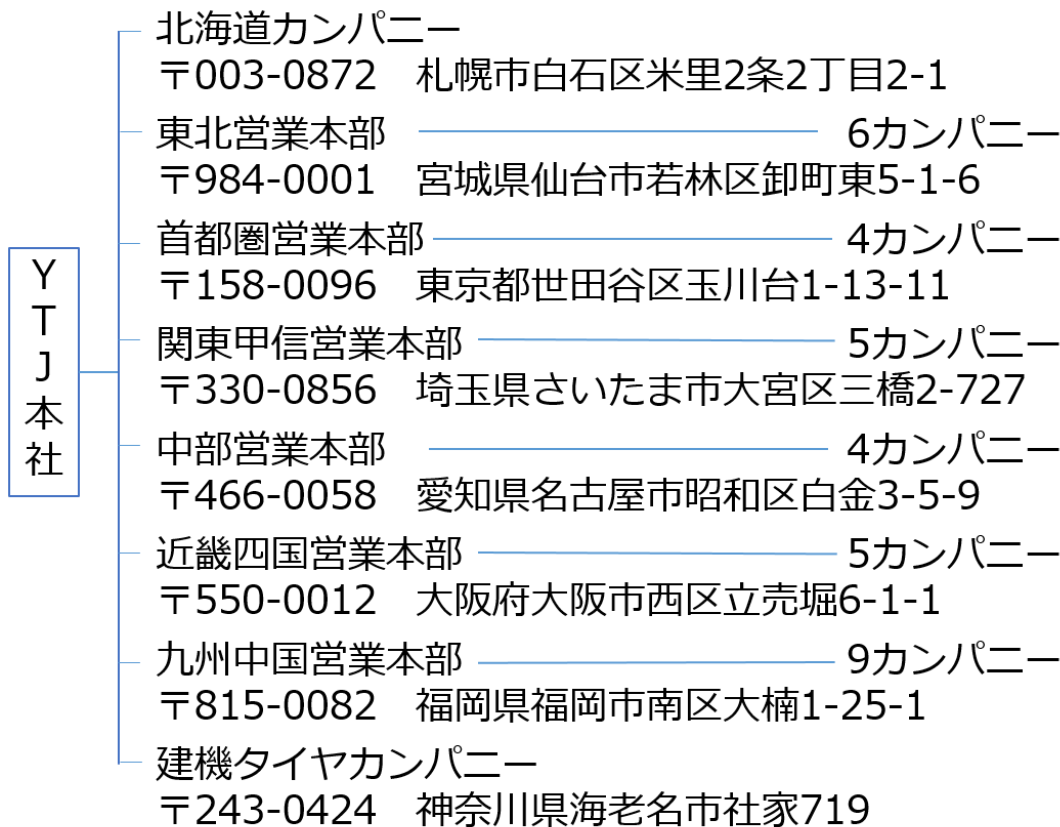 北海道カンパニー
〒003-0872 札幌市白石区米里2条2丁目2-1
東北営業本部 6カンパニー
〒984-0001 宮城県仙台市若林区卸町東5-1-6
首都圏営業本部 4カンパニー
〒158-0096 東京都世田谷区玉川台1-13-11
関東甲信営業本部 5カンパニー
〒330-0856 埼玉県さいたま市大宮区三橋2-727
中部営業本部 4カンパニー
〒466-0058 愛知県名古屋市昭和区白金3-5-9
近畿四国営業本部 5カンパニー
〒550-0012 大阪府大阪市西区立売堀6-1-1
九州中国営業本部 9カンパニー
〒815-0082 福岡県福岡市南区大楠1-25-1
建機タイヤカンパニー
〒243-0424 神奈川県海老名市社家719
YTJ本社